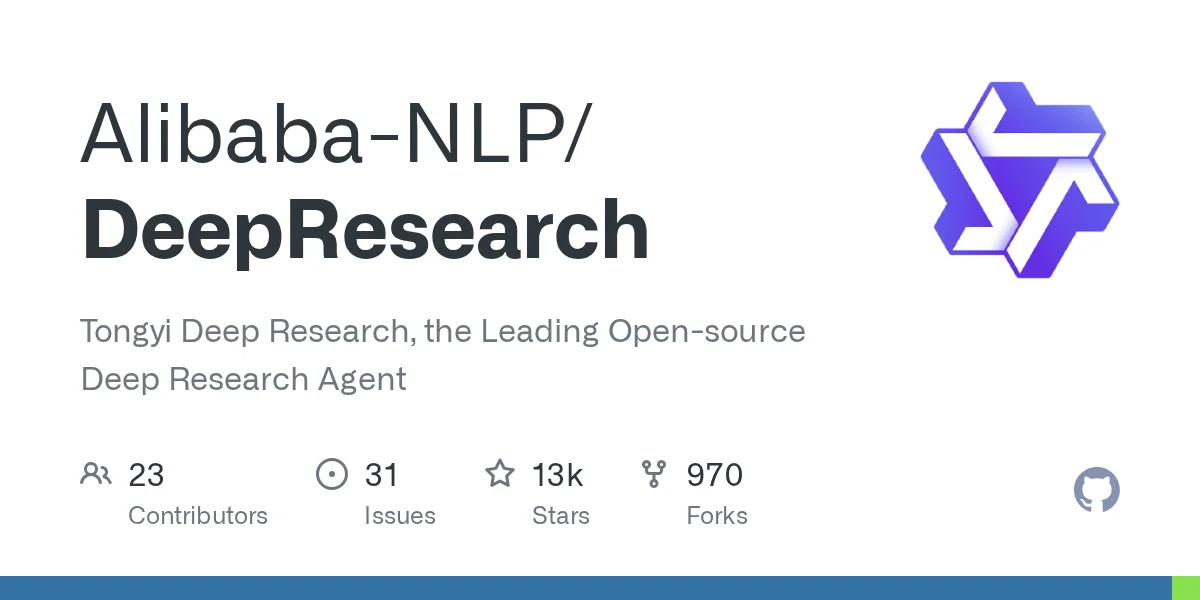 Alibaba-NLP/
DeepResearch
Tongyi Deep Research, the Leading Open-source
Deep Research Agent
23
Contributors
31
Issues
13k
Stars
970
Forks